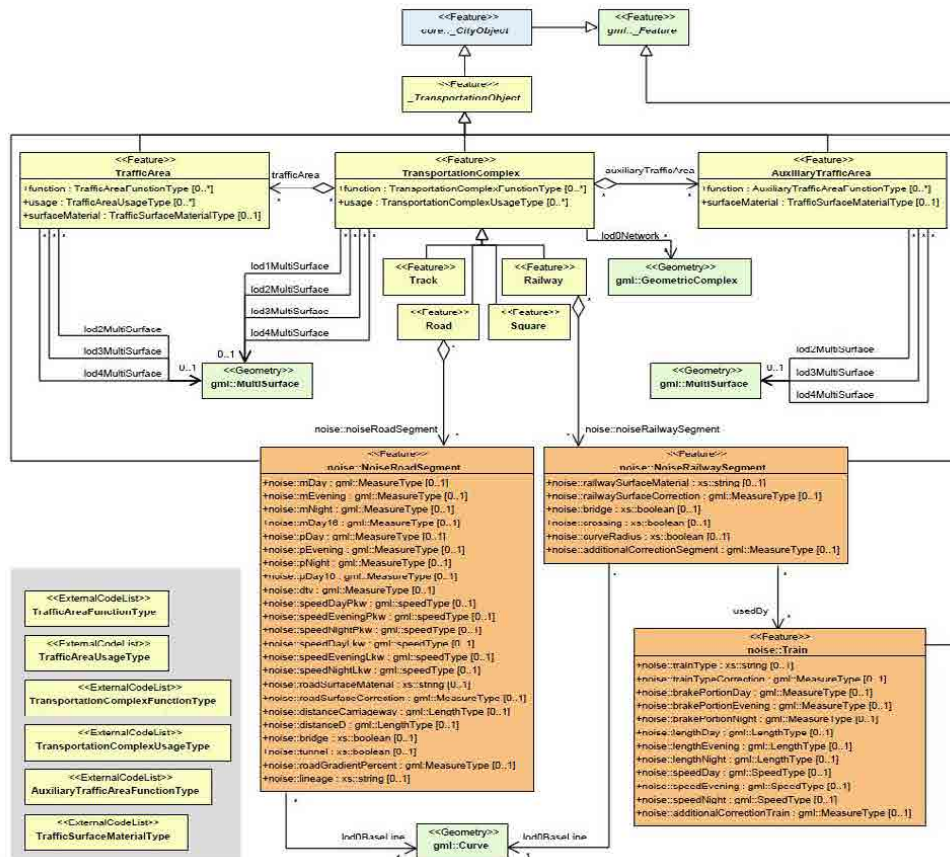 <<Feature>>
core::_CityObject
<<Feature>>
gml::_Feature
<<Feature>>
_TransportationObject
<<Feature>>
TrafficArea
+function : TrafficAreaFunctionType [0..*]
+usage : TrafficAreaUsageType [0..*]
+surfaceMaterial : TrafficSurfaceMaterialType [0..1]
trafficArea
<<Feature>>
TransportationComplex
+function : TransportationComplexFunctionType [0..*]
+usage : TransportationComplexUsageType [0..*]
auxiliaryTrafficArea
<<Feature>>
AuxiliaryTrafficArea
+function : AuxiliaryTrafficAreaFunctionType [0..*]
+surfaceMaterial : TrafficSurfaceMaterialType [0..1]
lod0Network
<<Geometry>>
gml::GeometricComplex
<<Feature>>
Track
<<Feature>>
Railway
<<Feature>>
Road
<<Feature>>
Square
lod1MultiSurface
lod2MultiSurface
lod3MultiSurface
lod4MultiSurface
0..1
lod2MultiSurface
lod3MultiSurface
lod4MultiSurface
0..1
<<Geometry>>
gml::MultiSurface
lod2MultiSurface
lod3MultiSurface
lod4MultiSurface
0..1
<<Geometry>>
gml::MultiSurface
noise::noiseRoadSegment
noise::noiseRailwaySegment
<<Feature>>
noise::NoiseRoadSegment
+noise::mDay : gml::MeasureType [0..1]
+noise::mEvening : gml::MeasureType [0..1]
+noise::mNight : gml::MeasureType [0..1]
+noise::mDay16 : gml::MeasureType [0..1]
+noise::pDay : gml::MeasureType [0..1]
+noise::pEvening : gml::MeasureType [0..1]
+noise::pNight : gml::MeasureType [0..1]
+noise::pDay16 : gml::MeasureType [0..1]
+noise::dtv : gml::MeasureType [0..1]
+noise::speedDayPkw : gml::speedType [0..1]
+noise::speedEveningPkw : gml::speedType [0..1]
+noise::speedNightPkw : gml::speedType [0..1]
+noise::speedDayLkw : gml::speedType [0..1]
+noise::speedEveningLkw : gml::speedType [0..1]
+noise::speedNightLkw : gml::speedType [0..1]
+noise::roadSurfaceMaterial : xs::string [0..1]
+noise::roadSurfaceCorrection : gml::MeasureType [0..1]
+noise::distanceCarriageway : gml::LengthType [0..1]
+noise::distanceD : gml::LengthType [0..1]
+noise::bridge : xs::boolean [0..1]
+noise::tunnel : xs::boolean [0..1]
+noise::roadGradientPercent : gml::MeasureType [0..1]
+noise::lineage : xs::string [0..1]
<<Feature>>
noise::NoiseRailwaySegment
+noise::railwaySurfaceMaterial : xs::string [0..1]
+noise::railwaySurfaceCorrection : gml::MeasureType [0..1]
+noise::bridge : xs::boolean [0..1]
+noise::crossing : xs::boolean [0..1]
+noise::curveRadius : xs::boolean [0..1]
+noise::additionalCorrectionSegment : gml::MeasureType [0..1]
usedBy
<<Feature>>
noise::Train
+noise::trainType : xs::string [0..1]
+noise::trainTypeCorrection : gml::MeasureType [0..1]
+noise::brakePortionDay : gml::MeasureType [0..1]
+noise::brakePortionEvening : gml::MeasureType [0..1]
+noise::brakePortionNight : gml::MeasureType [0..1]
+noise::lengthDay : gml::LengthType [0..1]
+noise::lengthEvening : gml::LengthType [0..1]
+noise::lengthNight : gml::LengthType [0..1]
+noise::speedDay : gml::SpeedType [0..1]
+noise::speedEvening : gml::SpeedType [0..1]
+noise::speedNight : gml::SpeedType [0..1]
+noise::additionalCorrectionTrain : gml::MeasureType [0..1]
<<ExternalCodeList>>
TrafficAreaFunctionType
<<ExternalCodeList>>
TrafficAreaUsageType
<<ExternalCodeList>>
TransportationComplexFunctionType
<<ExternalCodeList>>
TransportationComplexUsageType
<<ExternalCodeList>>
AuxiliaryTrafficAreaFunctionType
<<ExternalCodeList>>
TrafficSurfaceMaterialType
lod0BaseLine
<<Geometry>>
gml::Curve
lod0BaseLine
1